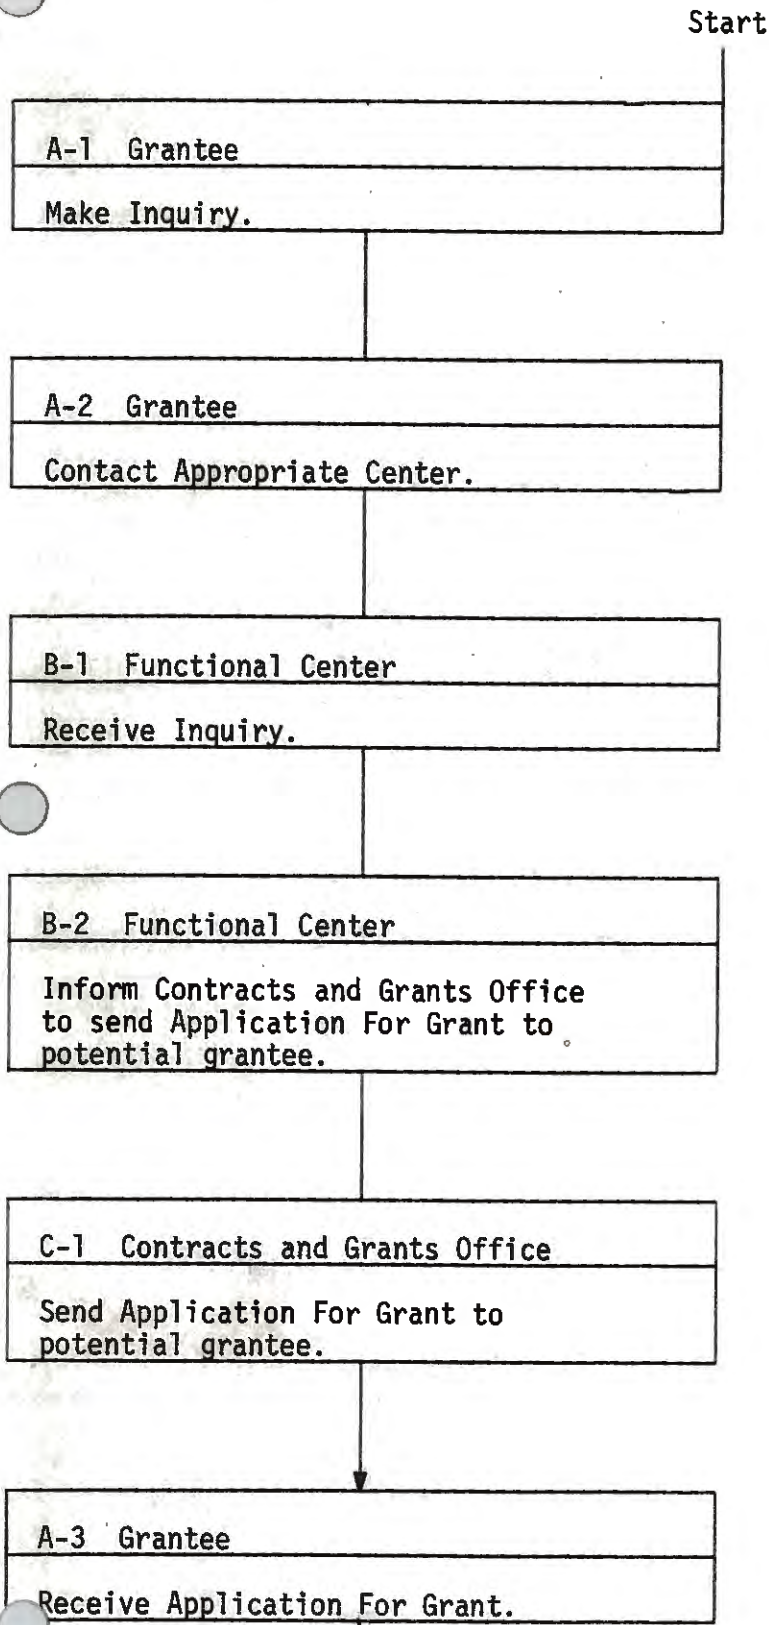 Start
A-1 Grantee
Make Inquiry.
A-2 Grantee
Contact Appropriate Center.
B-1 Functional Center
Receive Inquiry.
B-2 Functional Center
Inform Contracts and Grants Office
to send Application For Grant to
potential grantee.
C-1 Contracts and Grants Office
Send Application For Grant to
potential grantee.
A-3 Grantee
Receive Application For Grant.